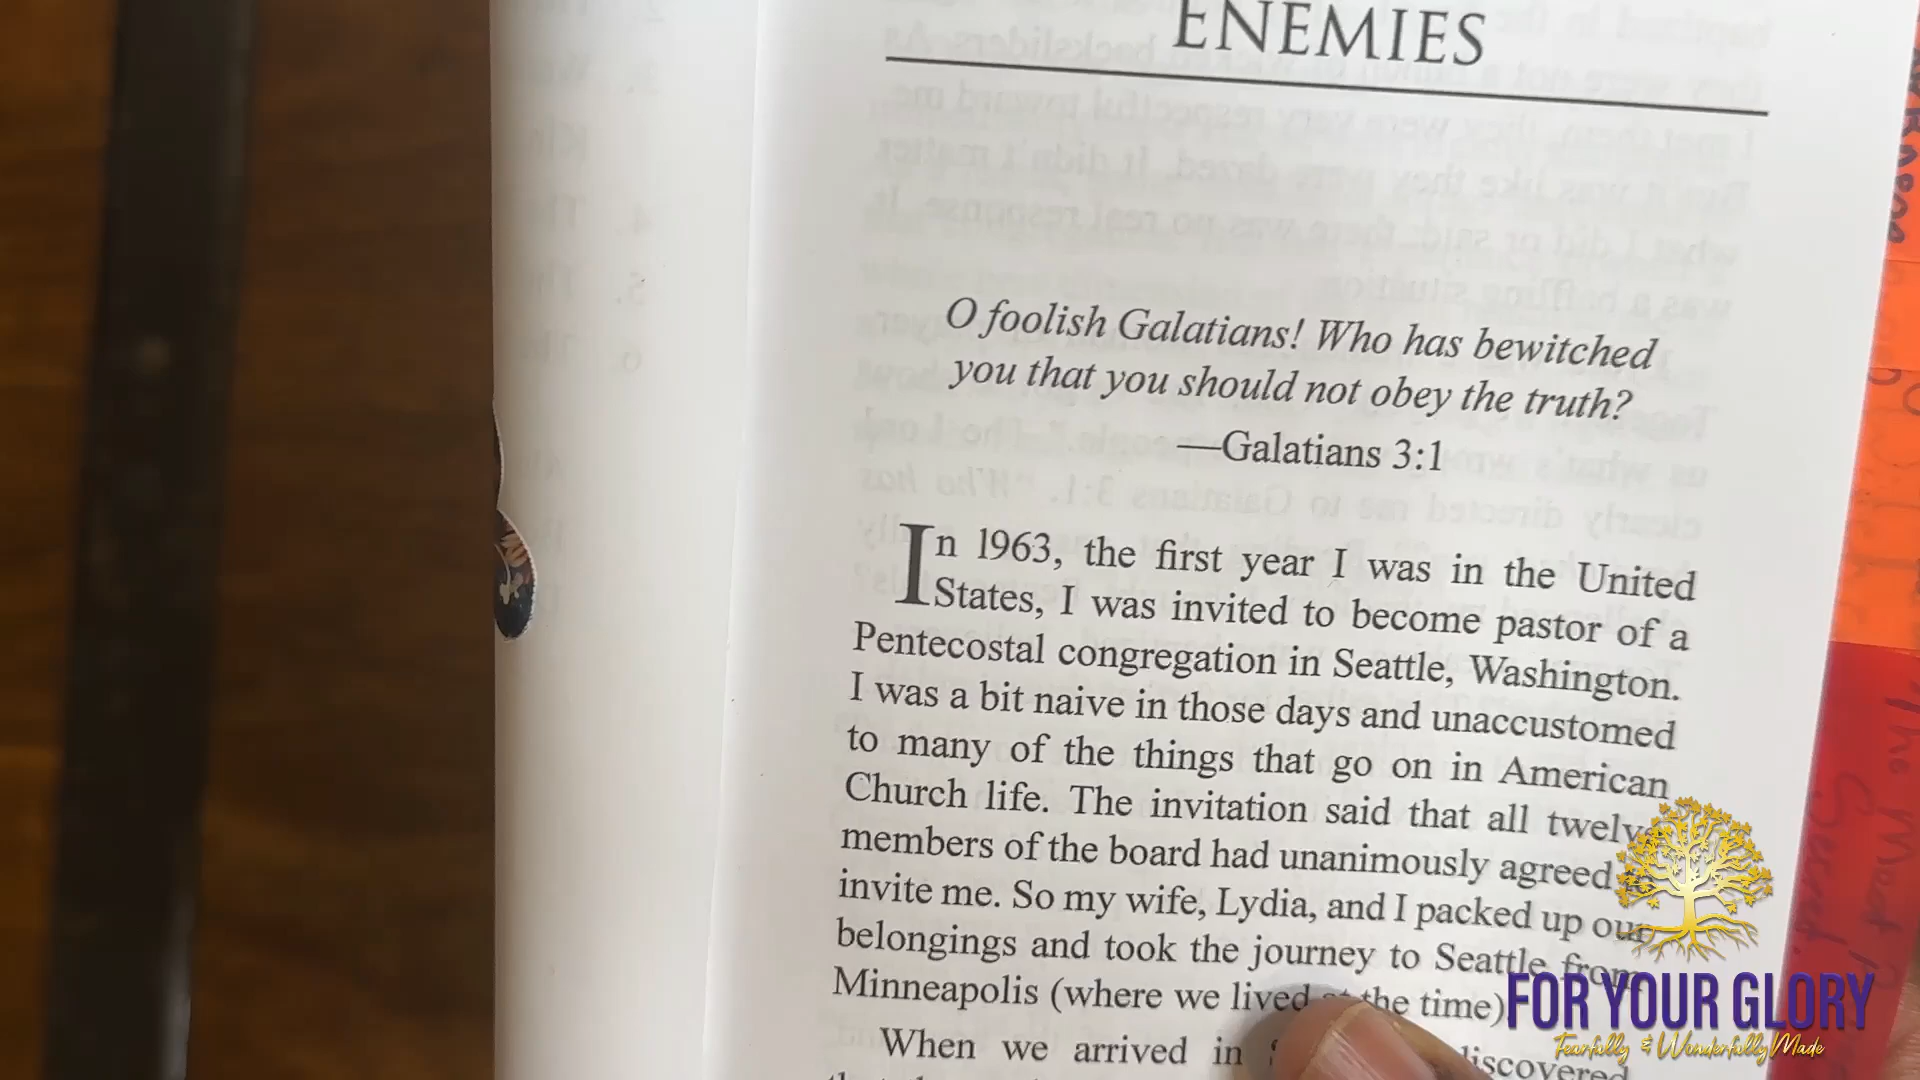 ENEMIES
O foolish Galatians! Who has bewitched
you that you should not obey the truth?
—Galatians 3:1
In 1963, the first year I was in the United
States, I was invited to become pastor of a
Pentecostal congregation in Seattle, Washington.
I was a bit naive in those days and unaccustomed
to many of the things that go on in American
Church life. The invitation said that all twelve
members of the board had unanimously agreed to
invite me. So my wife, Lydia, and I packed up our
belongings and took the journey to Seattle from
Minneapolis (where we lived at the time)
When we arrived in discovered
FOR YOUR GLORY
Fearfully & Wonderfully Made